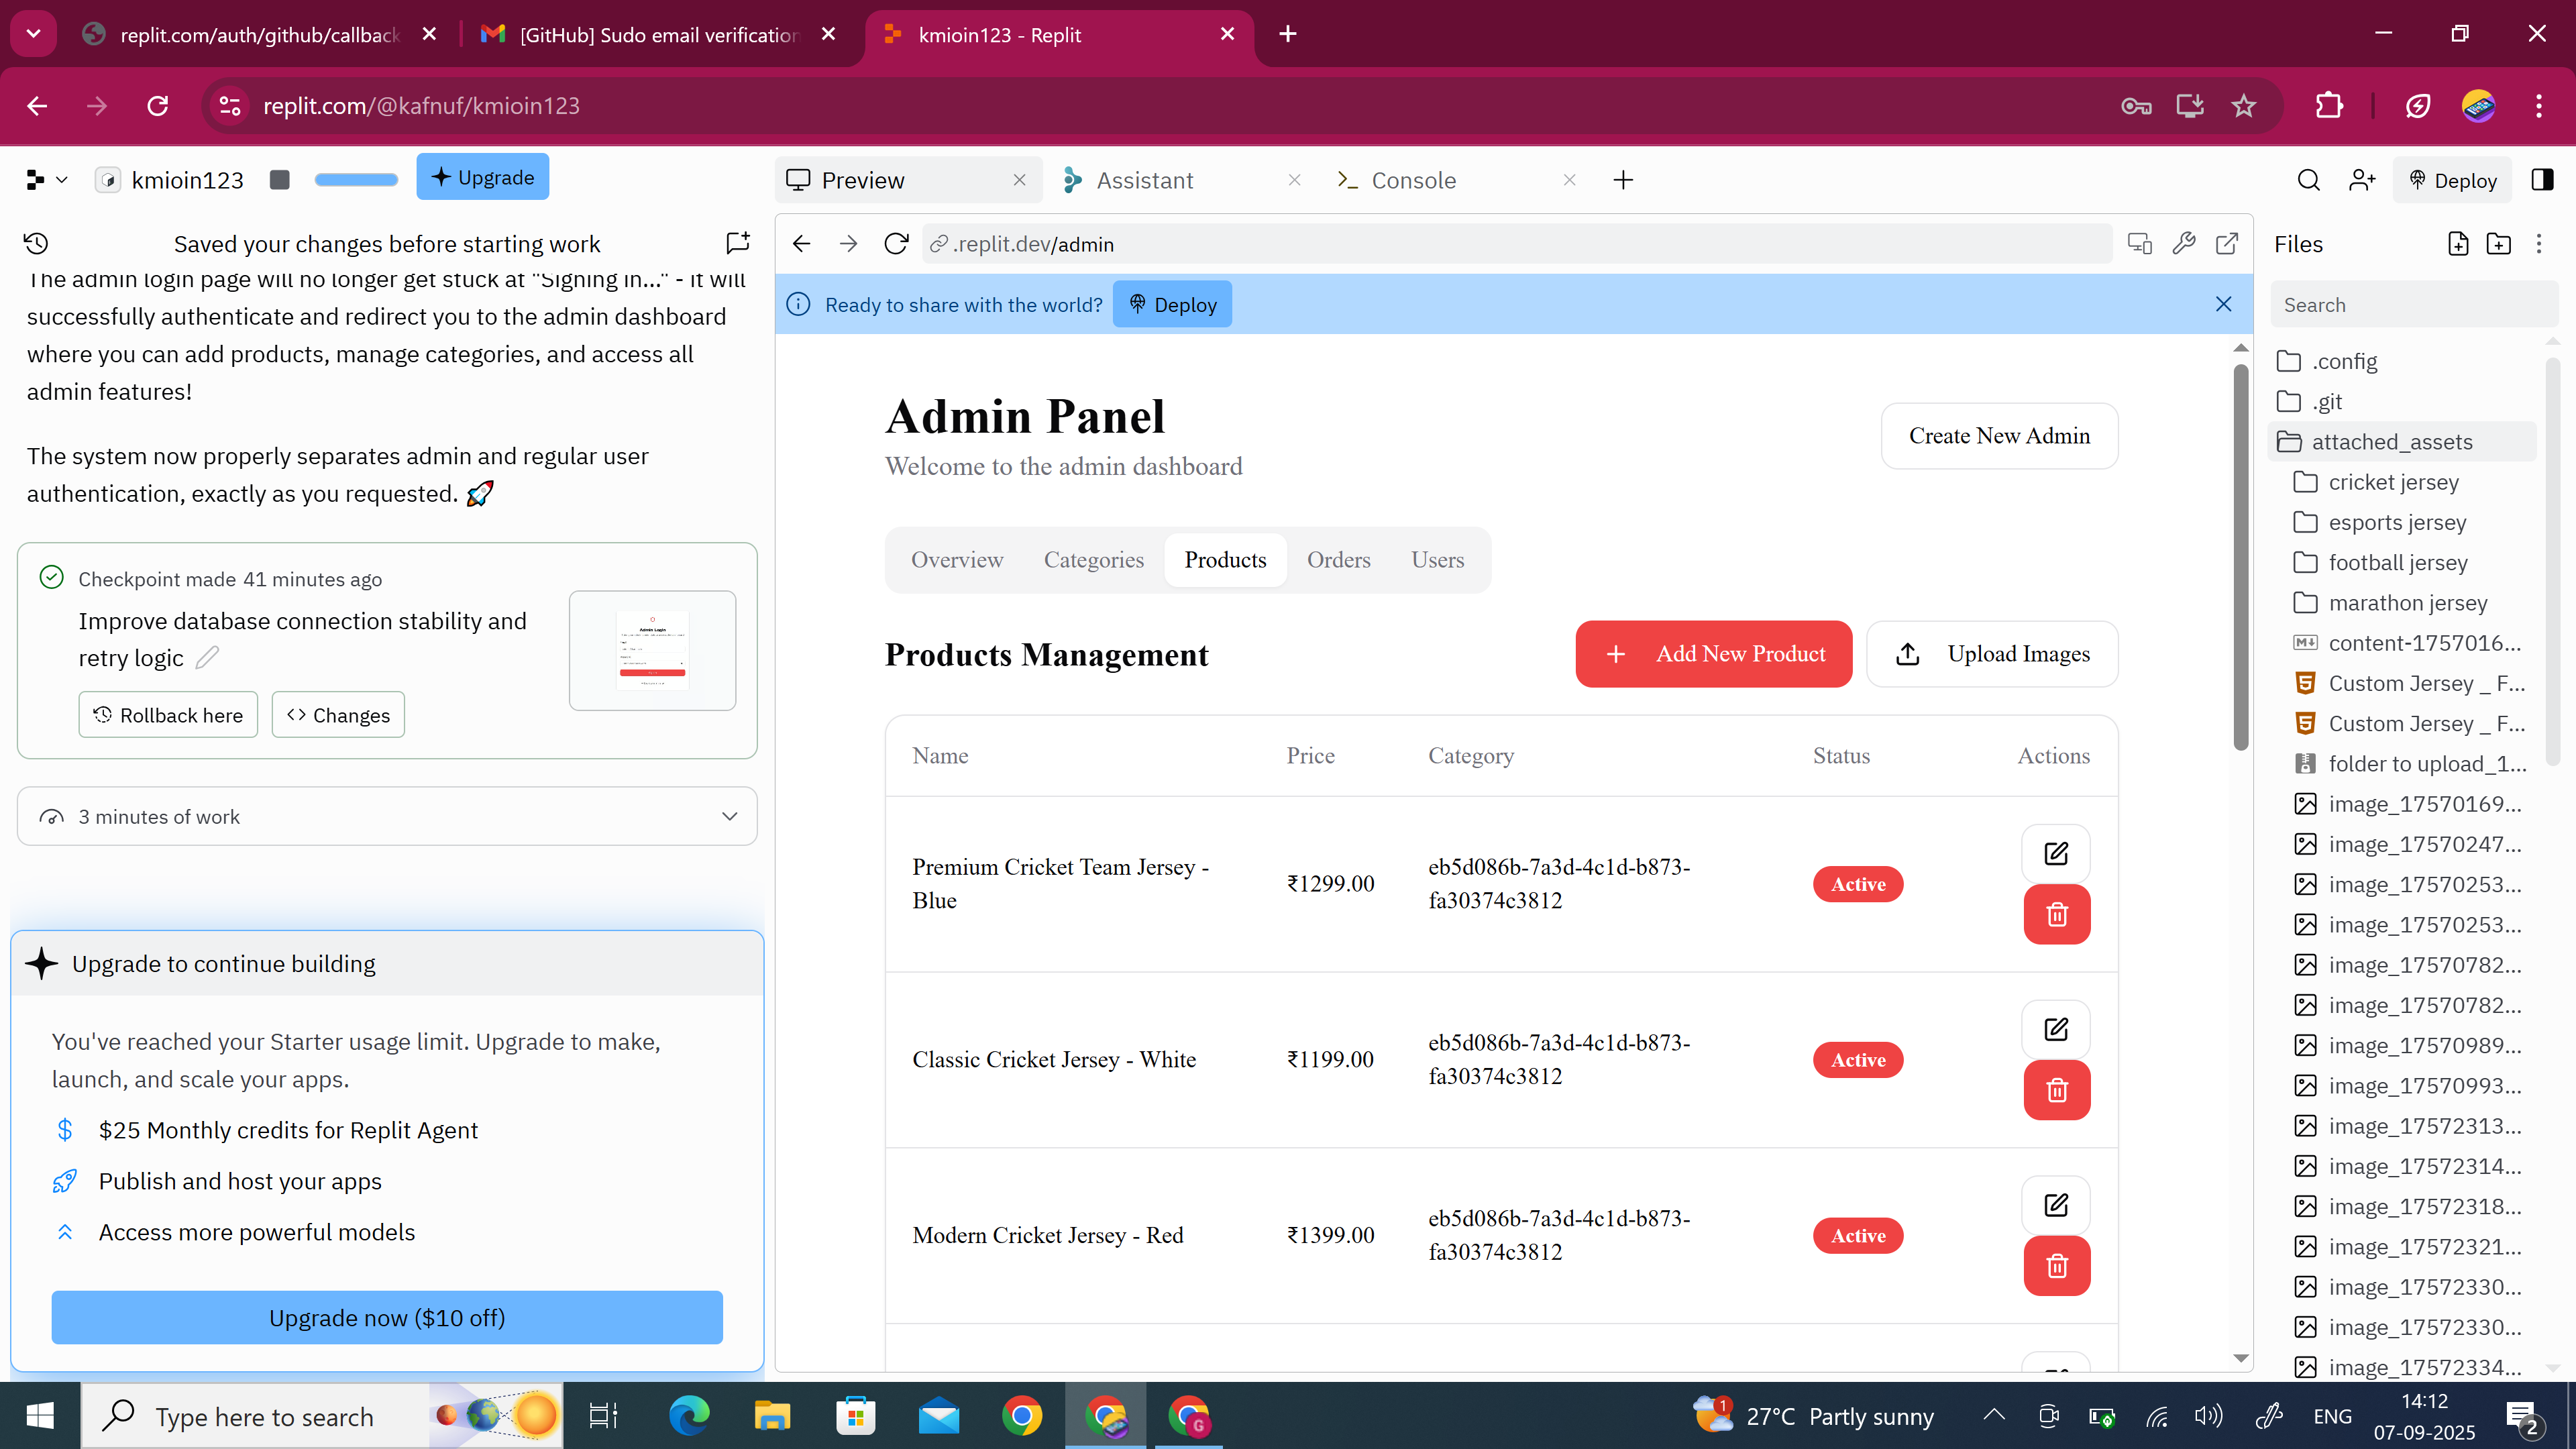 replit.com/auth/github/callback
[GitHub] Sudo email verification
kmioin123 - Replit
replit.com/@kafnuf/kmioin123
kmioin123
Upgrade
Preview
Assistant
Console
Deploy
Saved your changes before starting work
.replit.dev/admin
Files
The admin login page will no longer get stuck at "Signing in..." - it will
successfully authenticate and redirect you to the admin dashboard
where you can add products, manage categories, and access all
admin features!
The system now properly separates admin and regular user
authentication, exactly as you requested. 🚀
Checkpoint made 41 minutes ago
Improve database connection stability and
retry logic
Rollback here
Changes
3 minutes of work
Upgrade to continue building
You've reached your Starter usage limit. Upgrade to make,
launch, and scale your apps.
$25 Monthly credits for Replit Agent
Publish and host your apps
Access more powerful models
Upgrade now ($10 off)
Ready to share with the world?
Deploy
Admin Panel
Welcome to the admin dashboard
Create New Admin
Overview
Categories
Products
Orders
Users
Products Management
Add New Product
Upload Images
Name Price Category Status Actions
Premium Cricket Team Jersey -
Blue
₹1299.00
eb5d086b-7a3d-4c1d-b873-
fa30374c3812
Active
Classic Cricket Jersey - White
₹1199.00
eb5d086b-7a3d-4c1d-b873-
fa30374c3812
Active
Modern Cricket Jersey - Red
₹1399.00
eb5d086b-7a3d-4c1d-b873-
fa30374c3812
Active
Search
.config
.git
attached_assets
cricket jersey
esports jersey
football jersey
marathon jersey
content-1757016...
Custom Jersey _ F...
Custom Jersey _ F...
folder to upload_1...
image_17570169...
image_17570247...
image_17570253...
image_17570253...
image_17570782...
image_17570782...
image_17570989...
image_17570993...
image_17572313...
image_17572314...
image_17572318...
image_17572321...
image_17572330...
image_17572330...
image_17572334...
Type here to search
G
1
27°C Partly sunny
ENG
14:12
07-09-2025
2